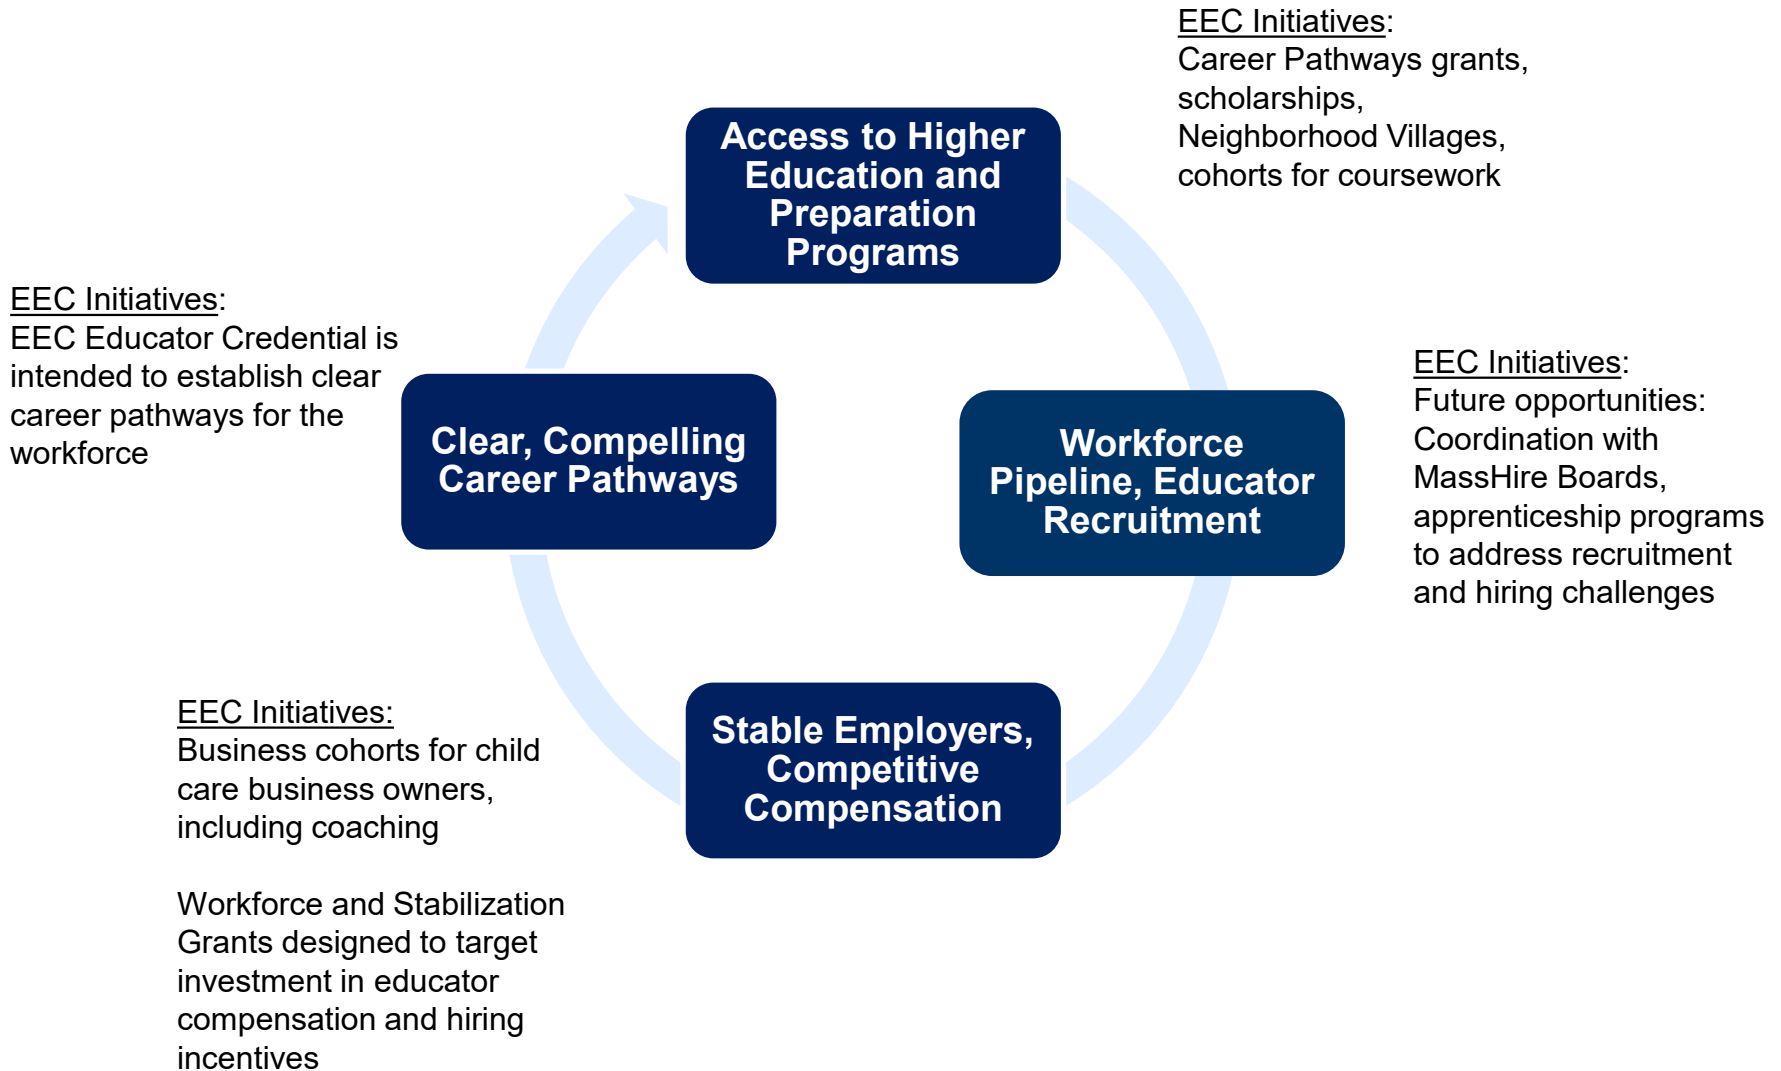 EEC Initiatives:
Career Pathways grants,
scholarships,
Neighborhood Villages,
cohorts for coursework
Access to Higher
Education and
Preparation
Programs
EEC Initiatives:
EEC Educator Credential is
intended to establish clear
career pathways for the
workforce
Clear, Compelling
Career Pathways
Workforce
Pipeline, Educator
Recruitment
EEC Initiatives:
Future opportunities:
Coordination with
MassHire Boards,
apprenticeship programs
to address recruitment
and hiring challenges
Stable Employers,
Competitive
Compensation
EEC Initiatives:
Business cohorts for child
care business owners,
including coaching
Workforce and Stabilization
Grants designed to target
investment in educator
compensation and hiring
incentives